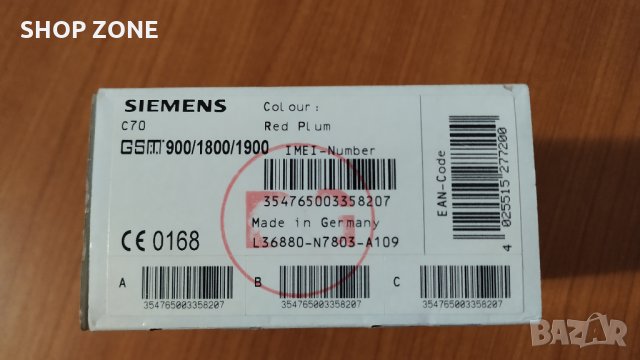 SHOP ZONE
SIEMENS
C70
GSM 900/1800/1900
Colour:
Red Plum
IMEI-Number
354765003358207
Made in Germany
L36880-N7803-A109
CE 0168
EAN-Code
4 025515 277200
A
354765003358207
B
354765003358207
C
354765003358207
BAZAR